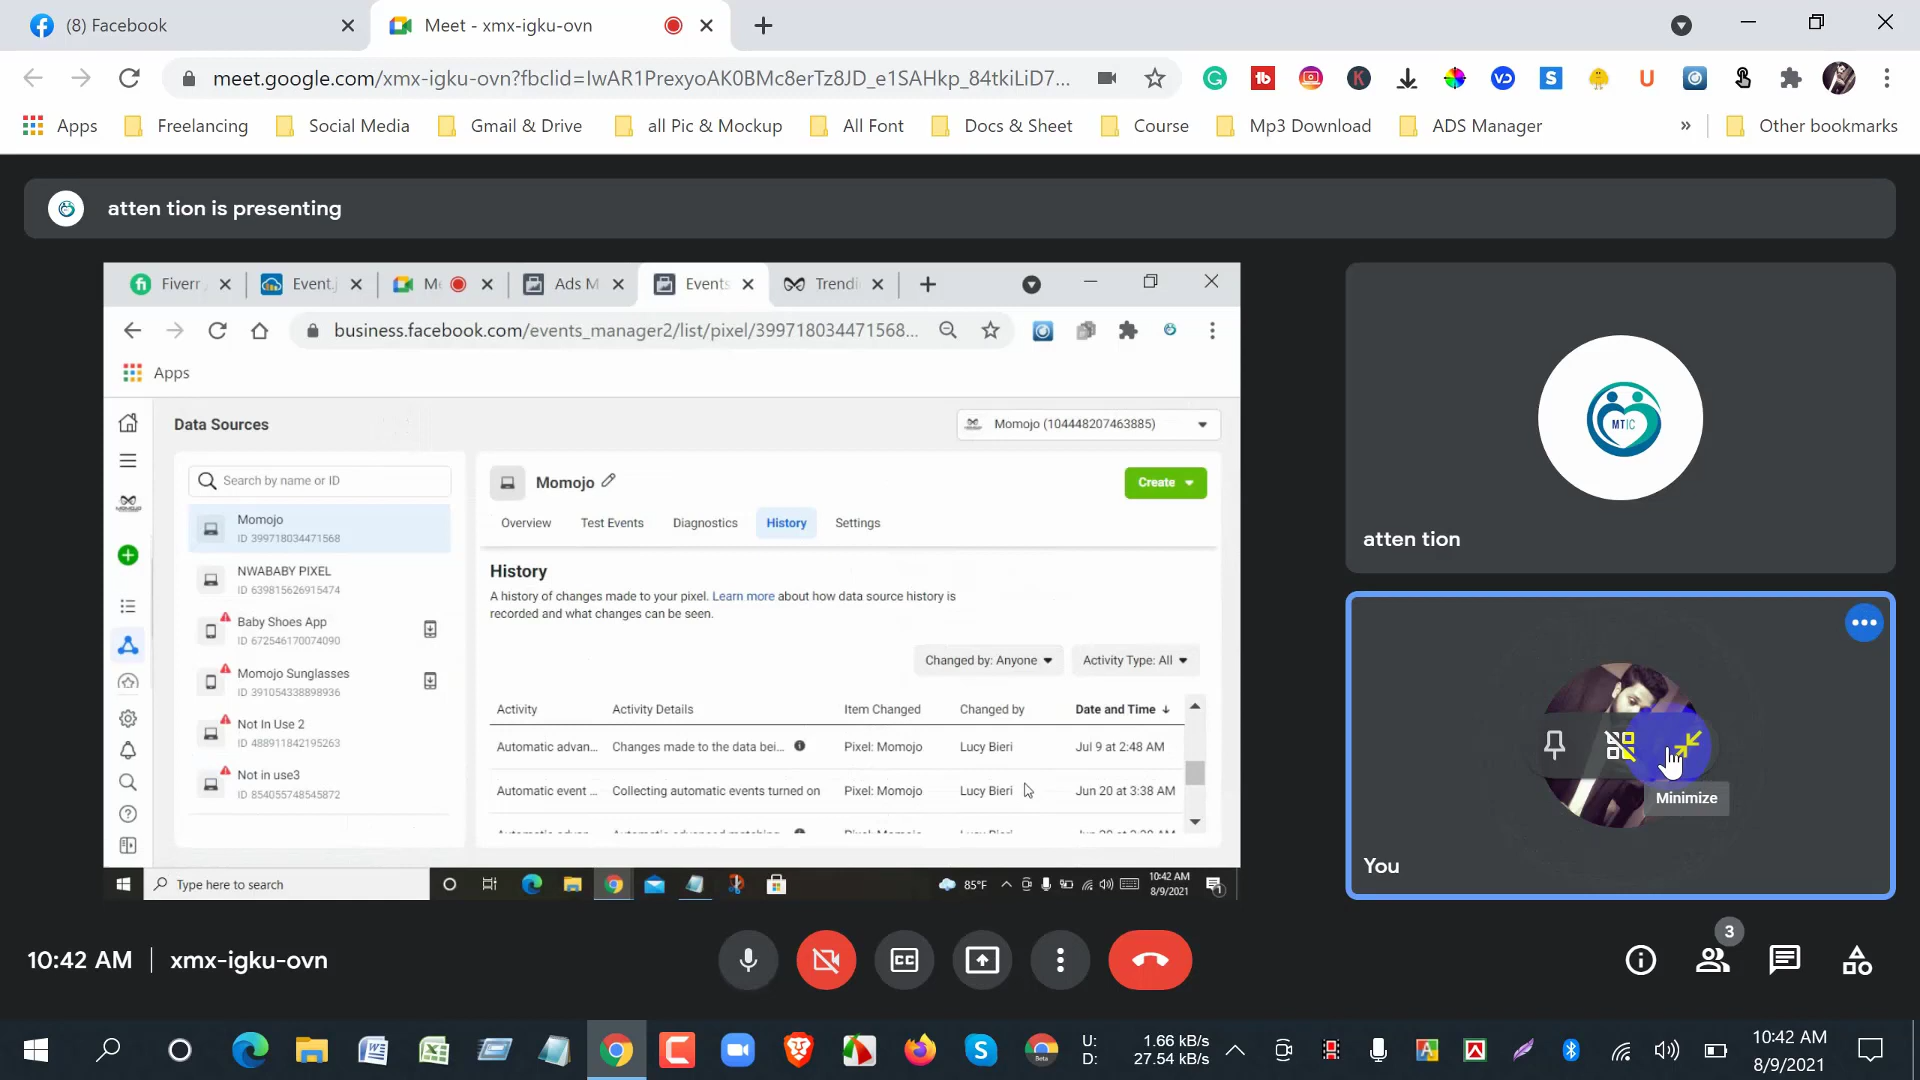 (8) Facebook
Meet - xmx-igku-ovn
meet.google.com/xmx-igku-ovn?fbclid=IwAR1PrexyoAK0BMc8erTz8JD_e1SAHkp_84tkiLiD7...
Apps
Freelancing
Social Media
Gmail & Drive
all Pic & Mockup
All Font
Docs & Sheet
Course
Mp3 Download
ADS Manager
»
Other bookmarks
atten tion is presenting
Fiverr
Event.j
M
Ads M
Events
Trendi
business.facebook.com/events_manager2/list/pixel/399718034471568...
Apps
Data Sources
Momojo (104448207463885)
Search by name or ID
Momojo
ID 399718034471568
NWABABY PIXEL
ID 639815626915474
Baby Shoes App
ID 672546170074090
Momojo Sunglasses
ID 391054338898936
Not In Use 2
ID 488911842195263
Not in use3
ID 854055748545872
Momojo
Create
Overview
Test Events
Diagnostics
History
Settings
History
A history of changes made to your pixel. Learn more about how data source history is
recorded and what changes can be seen.
Changed by: Anyone
Activity Type: All
Activity
Activity Details
Item Changed
Changed by
Date and Time ↓
Automatic advan...
Changes made to the data bei...
Pixel: Momojo
Lucy Bieri
Jul 9 at 2:48 AM
Automatic event ...
Collecting automatic events turned on
Pixel: Momojo
Lucy Bieri
Jun 20 at 3:38 AM
Type here to search
85°F
10:42 AM
8/9/2021
MTIC
atten tion
Minimize
You
10:42 AM
xmx-igku-ovn
CC
3
U: 1.66 kB/s
D: 27.54 kB/s
10:42 AM
8/9/2021